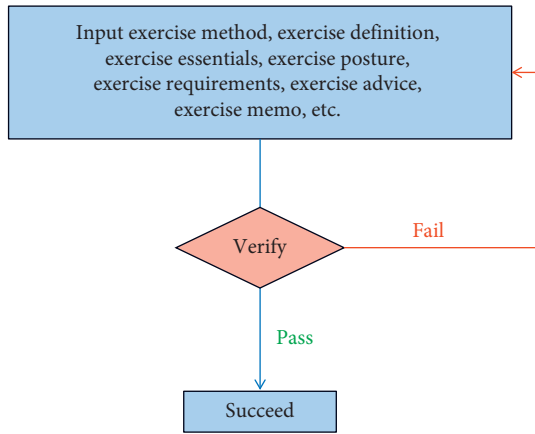 Input exercise method, exercise definition,
exercise essentials, exercise posture,
exercise requirements, exercise advice,
exercise memo, etc.
Verify
Fail
Pass
Succeed